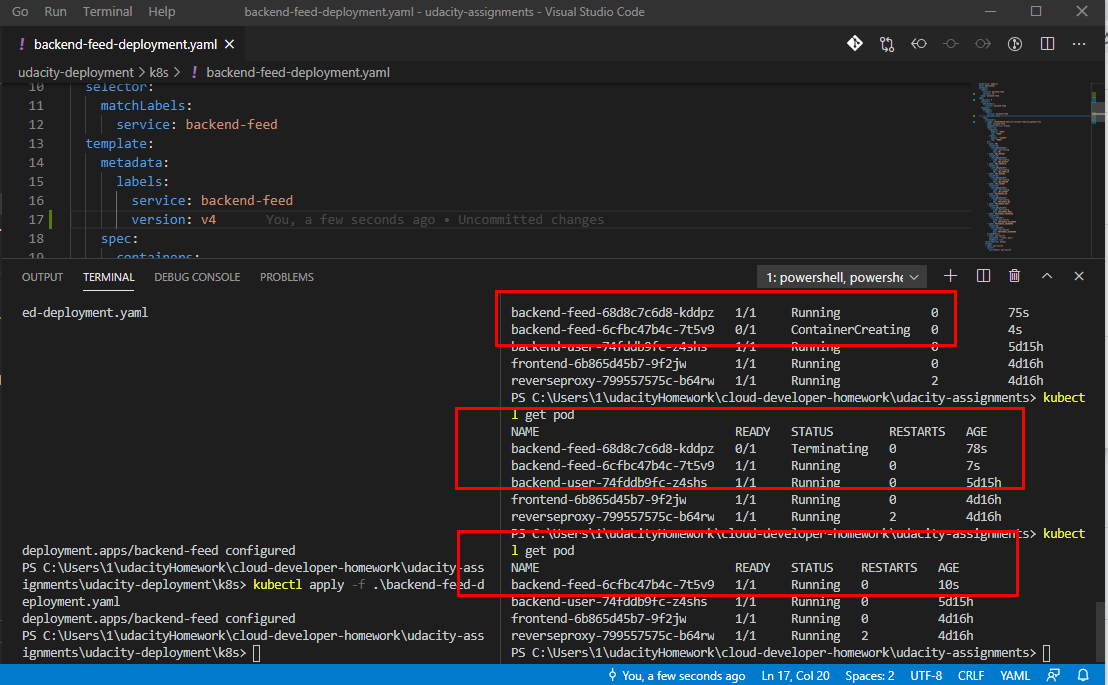 Go Run Terminal Help backend-feed-deployment.yaml - udacity-assignments - Visual Studio Code
! backend-feed-deployment.yaml
udacity-deployment > k8s > ! backend-feed-deployment.yaml
10 selector:
11 matchLabels:
12 service: backend-feed
13 template:
14 metadata:
15 labels:
16 service: backend-feed
17 version: v4 You, a few seconds ago • Uncommitted changes
18 spec:
19 containers:
OUTPUT TERMINAL DEBUG CONSOLE PROBLEMS 1: powershell, powershe
ed-deployment.yaml
deployment.apps/backend-feed configured
PS C:\Users\1\udacityHomework\cloud-developer-homework\udacity-ass
ignments\udacity-deployment\k8s> kubectl apply -f .\backend-feed-d
eployment.yaml
deployment.apps/backend-feed configured
PS C:\Users\1\udacityHomework\cloud-developer-homework\udacity-ass
ignments\udacity-deployment\k8s>
backend-feed-68d8c7c6d8-kddpz 1/1 Running 0 75s
backend-feed-6cfbc47b4c-7t5v9 0/1 ContainerCreating 0 4s
backend-user-74fddb9fc-z4shs 1/1 Running 0 5d15h
frontend-6b865d45b7-9f2jw 1/1 Running 0 4d16h
reverseproxy-799557575c-b64rw 1/1 Running 2 4d16h
PS C:\Users\1\udacityHomework\cloud-developer-homework\udacity-assignments> kubect
l get pod
NAME READY STATUS RESTARTS AGE
backend-feed-68d8c7c6d8-kddpz 0/1 Terminating 0 78s
backend-feed-6cfbc47b4c-7t5v9 1/1 Running 0 7s
backend-user-74fddb9fc-z4shs 1/1 Running 0 5d15h
frontend-6b865d45b7-9f2jw 1/1 Running 0 4d16h
reverseproxy-799557575c-b64rw 1/1 Running 2 4d16h
PS C:\Users\1\udacityHomework\cloud-developer-homework\udacity-assignments> kubect
l get pod
NAME READY STATUS RESTARTS AGE
backend-feed-6cfbc47b4c-7t5v9 1/1 Running 0 10s
backend-user-74fddb9fc-z4shs 1/1 Running 0 5d15h
frontend-6b865d45b7-9f2jw 1/1 Running 0 4d16h
reverseproxy-799557575c-b64rw 1/1 Running 2 4d16h
PS C:\Users\1\udacityHomework\cloud-developer-homework\udacity-assignments>
You, a few seconds ago Ln 17, Col 20 Spaces: 2 UTF-8 CRLF YAML